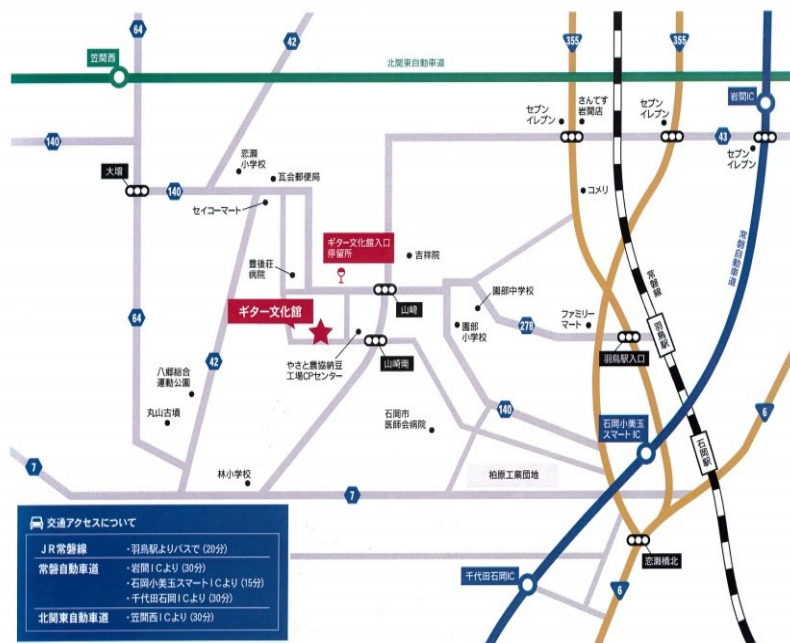 64
42
355
355
笠間西
北関東自動車道
岩間IC
セブン
イレブン
さんてす
岩間店
セブン
イレブン
140
43
セブン
イレブン
恋瀬
小学校
大増
瓦会郵便局
140
コメリ
セイコーマート
ギター文化館入口
停留所
吉祥院
常磐自動車道
豊後荘
病院
常磐線
園部中学校
山崎
ギター文化館
園部
小学校
278
ファミリー
マート
羽鳥駅
64
やさと農協納豆
工場CPセンター
山崎南
羽鳥駅入口
42
八郷総合
運動公園
丸山古墳
石岡市
医師会病院
140
6
石岡小美玉
スマートIC
石岡駅
7
林小学校
柏原工業団地
7
交通アクセスについて
JR常磐線 ・羽鳥駅よりバスで(20分)
常磐自動車道 ・岩間ICより(30分)
・石岡小美玉スマートICより(15分)
・千代田石岡ICより(30分)
北関東自動車道 ・笠間西ICより(30分)
恋瀬橋北
千代田石岡IC
6